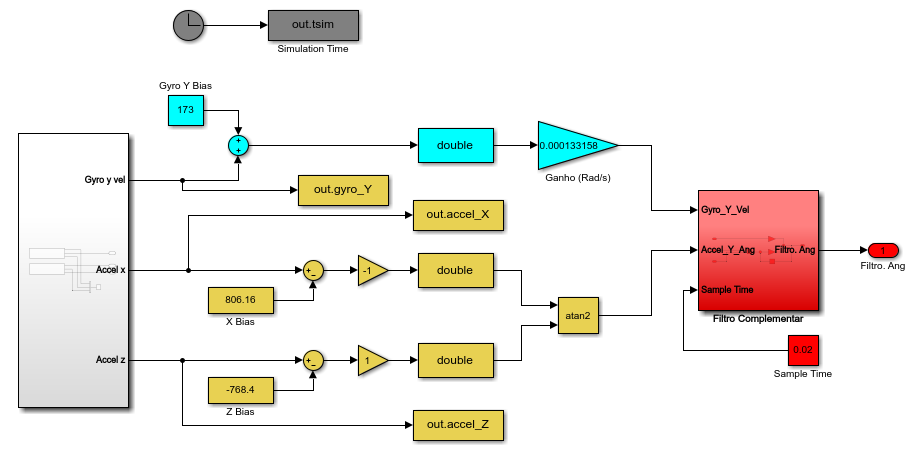 out.tsim
Simulation Time
Gyro Y Bias
173
+
+
double
0.000133158
Ganho (Rad/s)
Gyro y vel
out.gyro_Y
out.accel_X
Gyro_Y_Vel
Accel_Y_Ang
Filtro. Ang
Sample Time
Filtro Complementar
1
Filtro. Ang
Accel x
+
_
-1
double
806.16
X Bias
atan2
0.02
Sample Time
Accel z
+
_
1
double
-768.4
Z Bias
out.accel_Z